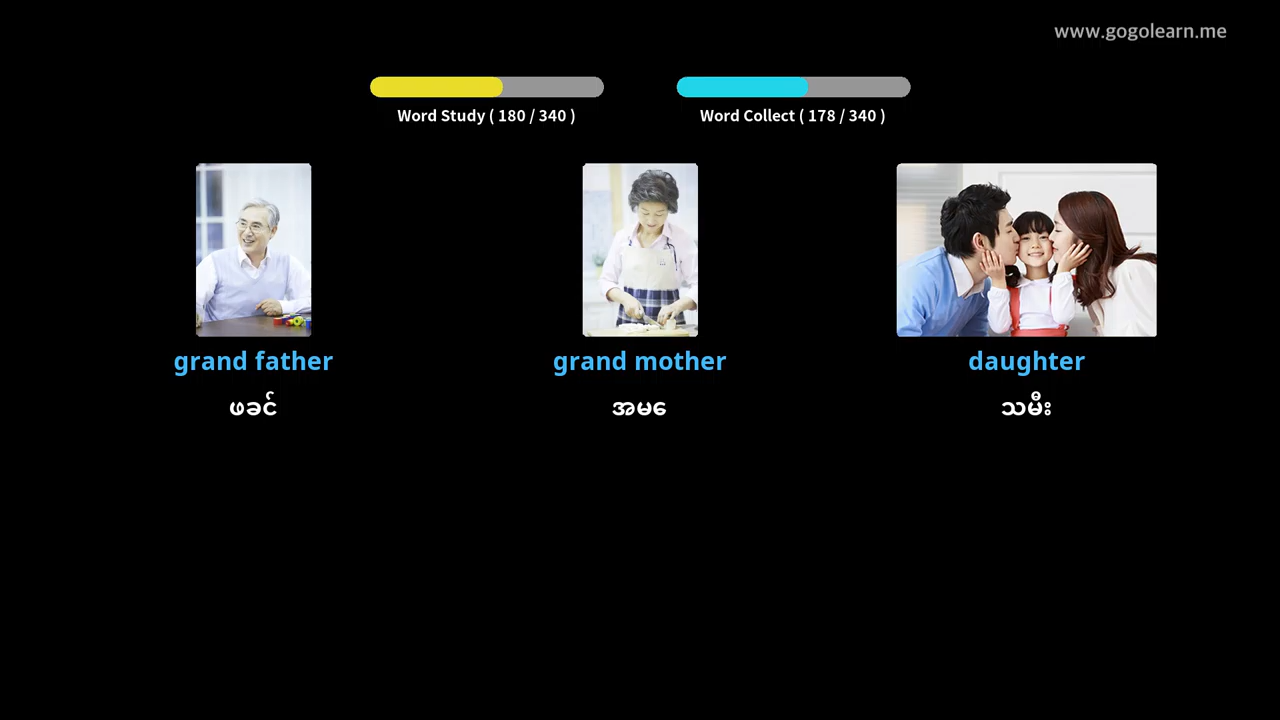 www.gogolearn.me
Word Study ( 180 / 340 )
Word Collect ( 178 / 340 )
grand father
grand mother
daughter
ဖခင်
အမေ
သမီး